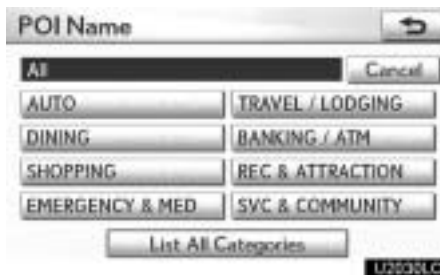 POI Name
All Cancel
AUTO TRAVEL / LODGING
DINING BANKING / ATM
SHOPPING REC & ATTRACTION
EMERGENCY & MED SVC & COMMUNITY
List All Categories
U2030LC